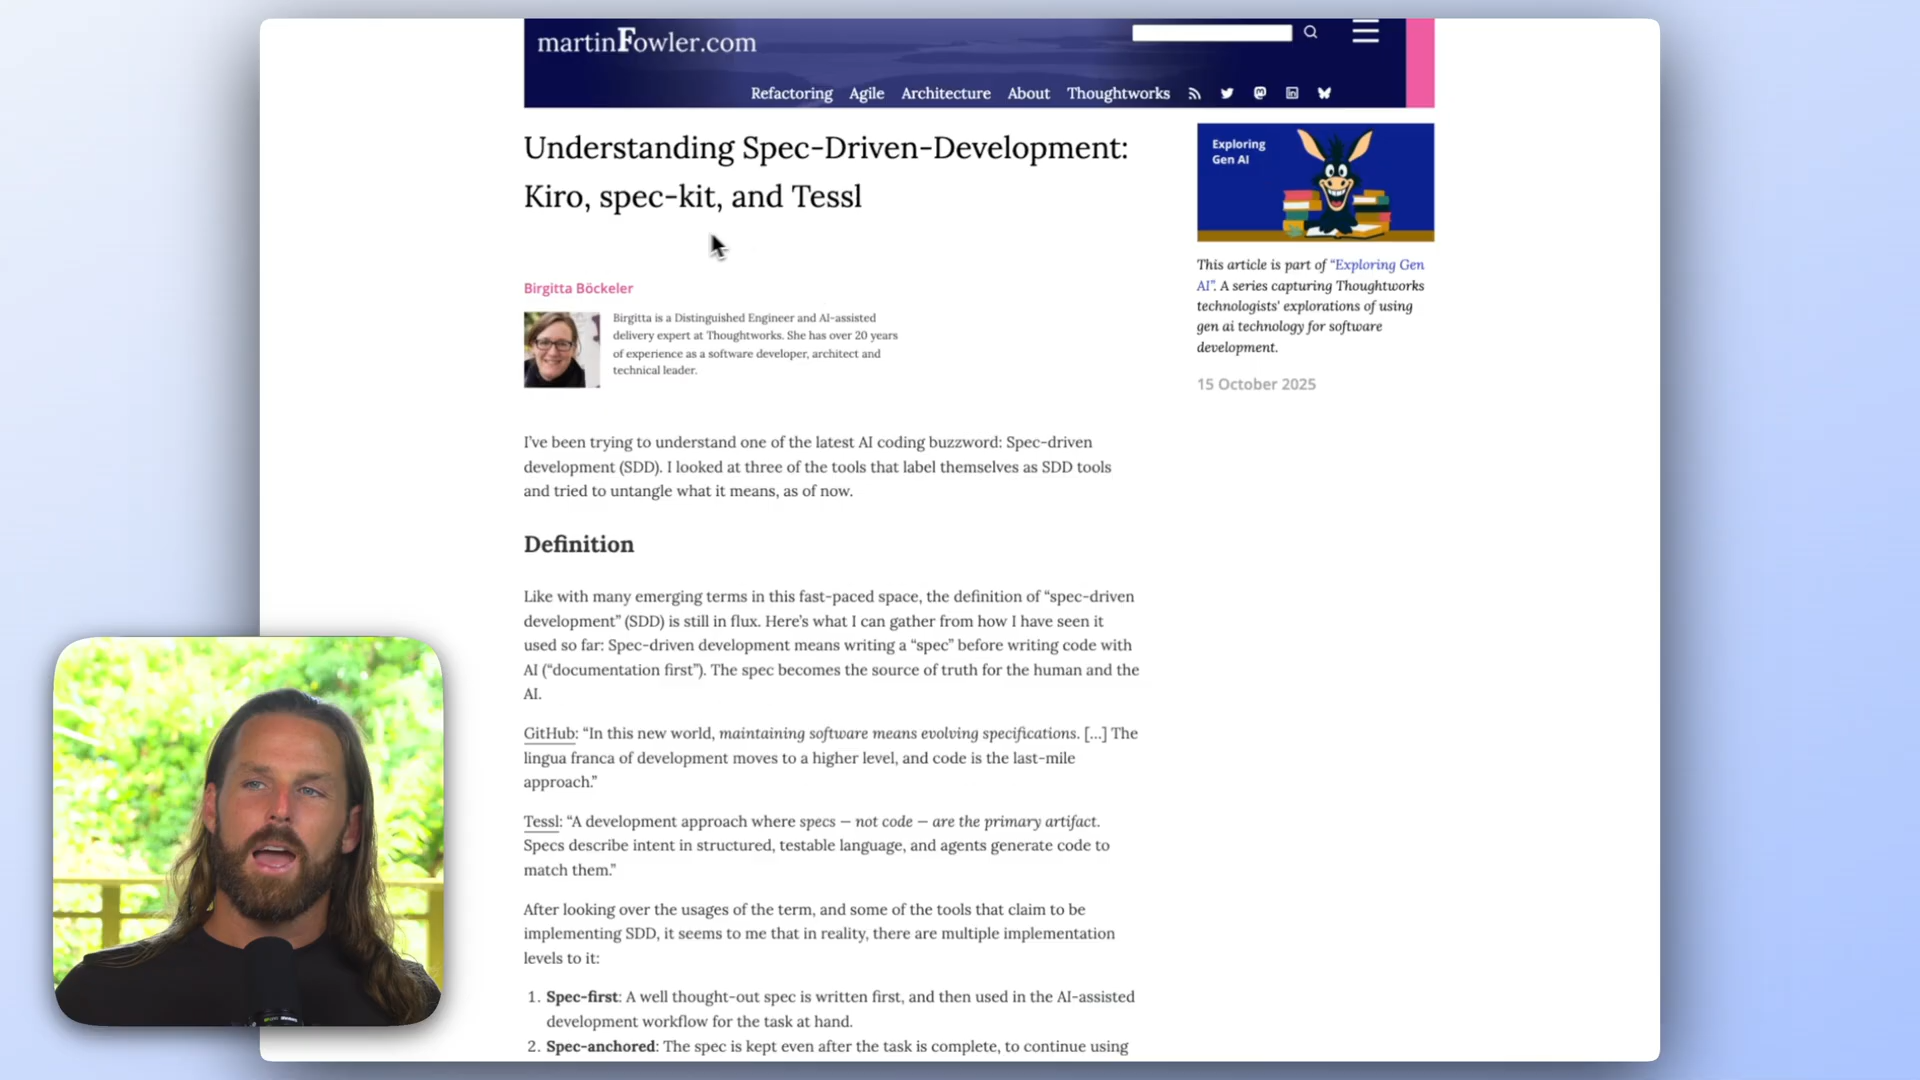 martinFowler.com
Refactoring Agile Architecture About Thoughtworks
Understanding Spec-Driven-Development:
Kiro, spec-kit, and Tessl
Exploring
Gen AI
This article is part of “Exploring Gen
AI”. A series capturing Thoughtworks
technologists' explorations of using
gen ai technology for software
development.
15 October 2025
Birgitta Böckeler
Birgitta is a Distinguished Engineer and AI-assisted
delivery expert at Thoughtworks. She has over 20 years
of experience as a software developer, architect and
technical leader.
I’ve been trying to understand one of the latest AI coding buzzword: Spec-driven
development (SDD). I looked at three of the tools that label themselves as SDD tools
and tried to untangle what it means, as of now.
Definition
Like with many emerging terms in this fast-paced space, the definition of “spec-driven
development” (SDD) is still in flux. Here’s what I can gather from how I have seen it
used so far: Spec-driven development means writing a “spec” before writing code with
AI (“documentation first”). The spec becomes the source of truth for the human and the
AI.
GitHub: “In this new world, maintaining software means evolving specifications. [...] The
lingua franca of development moves to a higher level, and code is the last-mile
approach.”
Tessl: “A development approach where specs — not code — are the primary artifact.
Specs describe intent in structured, testable language, and agents generate code to
match them.”
After looking over the usages of the term, and some of the tools that claim to be
implementing SDD, it seems to me that in reality, there are multiple implementation
levels to it:
1. Spec-first: A well thought-out spec is written first, and then used in the AI-assisted
development workflow for the task at hand.
2. Spec-anchored: The spec is kept even after the task is complete, to continue using